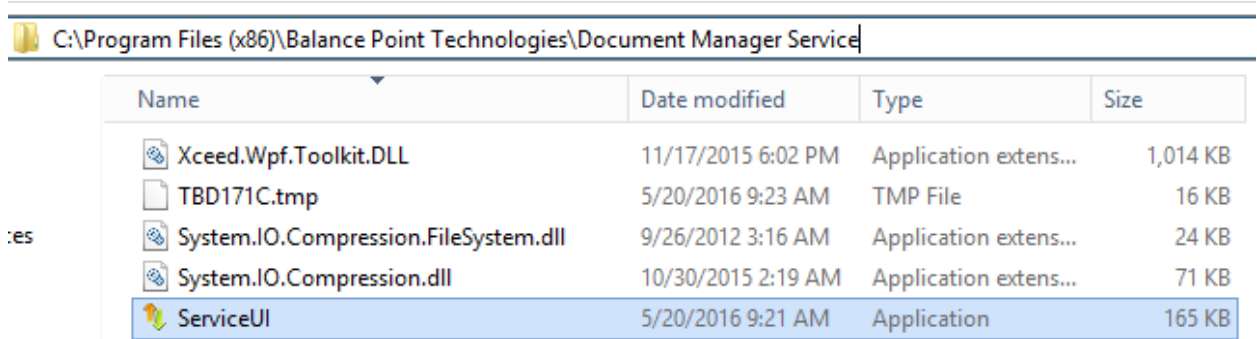 C:\Program Files (x86)\Balance Point Technologies\Document Manager Service
Name Date modified Type Size
Xceed.Wpf.Toolkit.DLL 11/17/2015 6:02 PM Application extens... 1,014 KB
TBD171C.tmp 5/20/2016 9:23 AM TMP File 16 KB
:es System.IO.Compression.FileSystem.dll 9/26/2012 3:16 AM Application extens... 24 KB
System.IO.Compression.dll 10/30/2015 2:19 AM Application extens... 71 KB
ServiceUI 5/20/2016 9:21 AM Application 165 KB